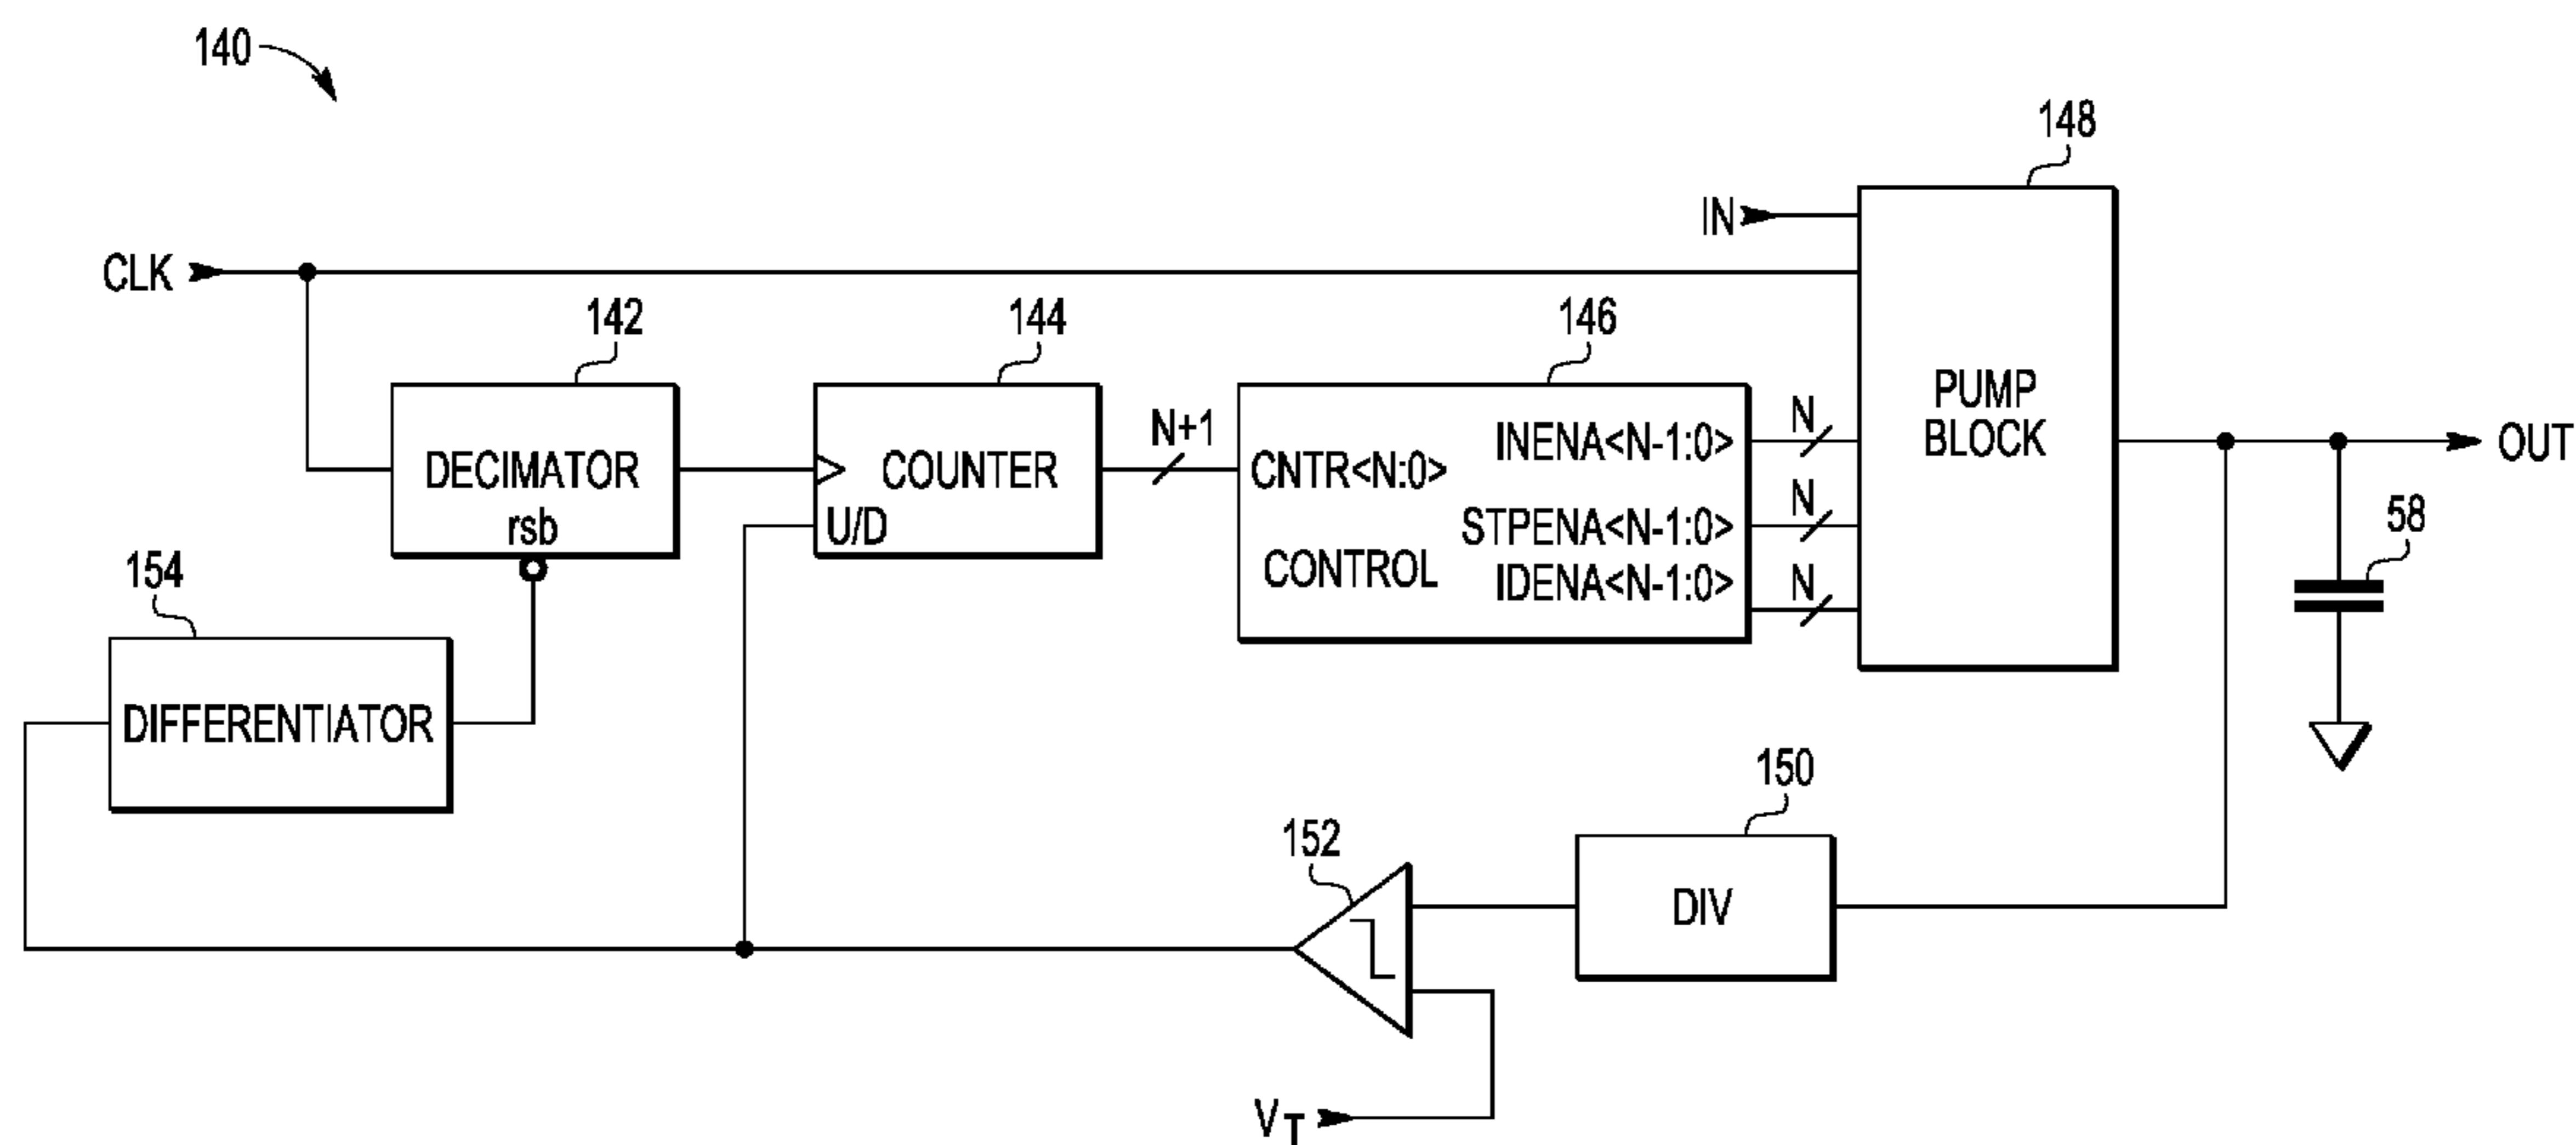 140
148
IN
CLK
142
144
146
DECIMATOR
rsb
COUNTER
U/D
N+1
CNTR<N:0>
INENA<N-1:0>
STPENA<N-1:0>
IDENA<N-1:0>
CONTROL
N
N
N
PUMP
BLOCK
OUT
58
154
DIFFERENTIATOR
150
DIV
152
VT